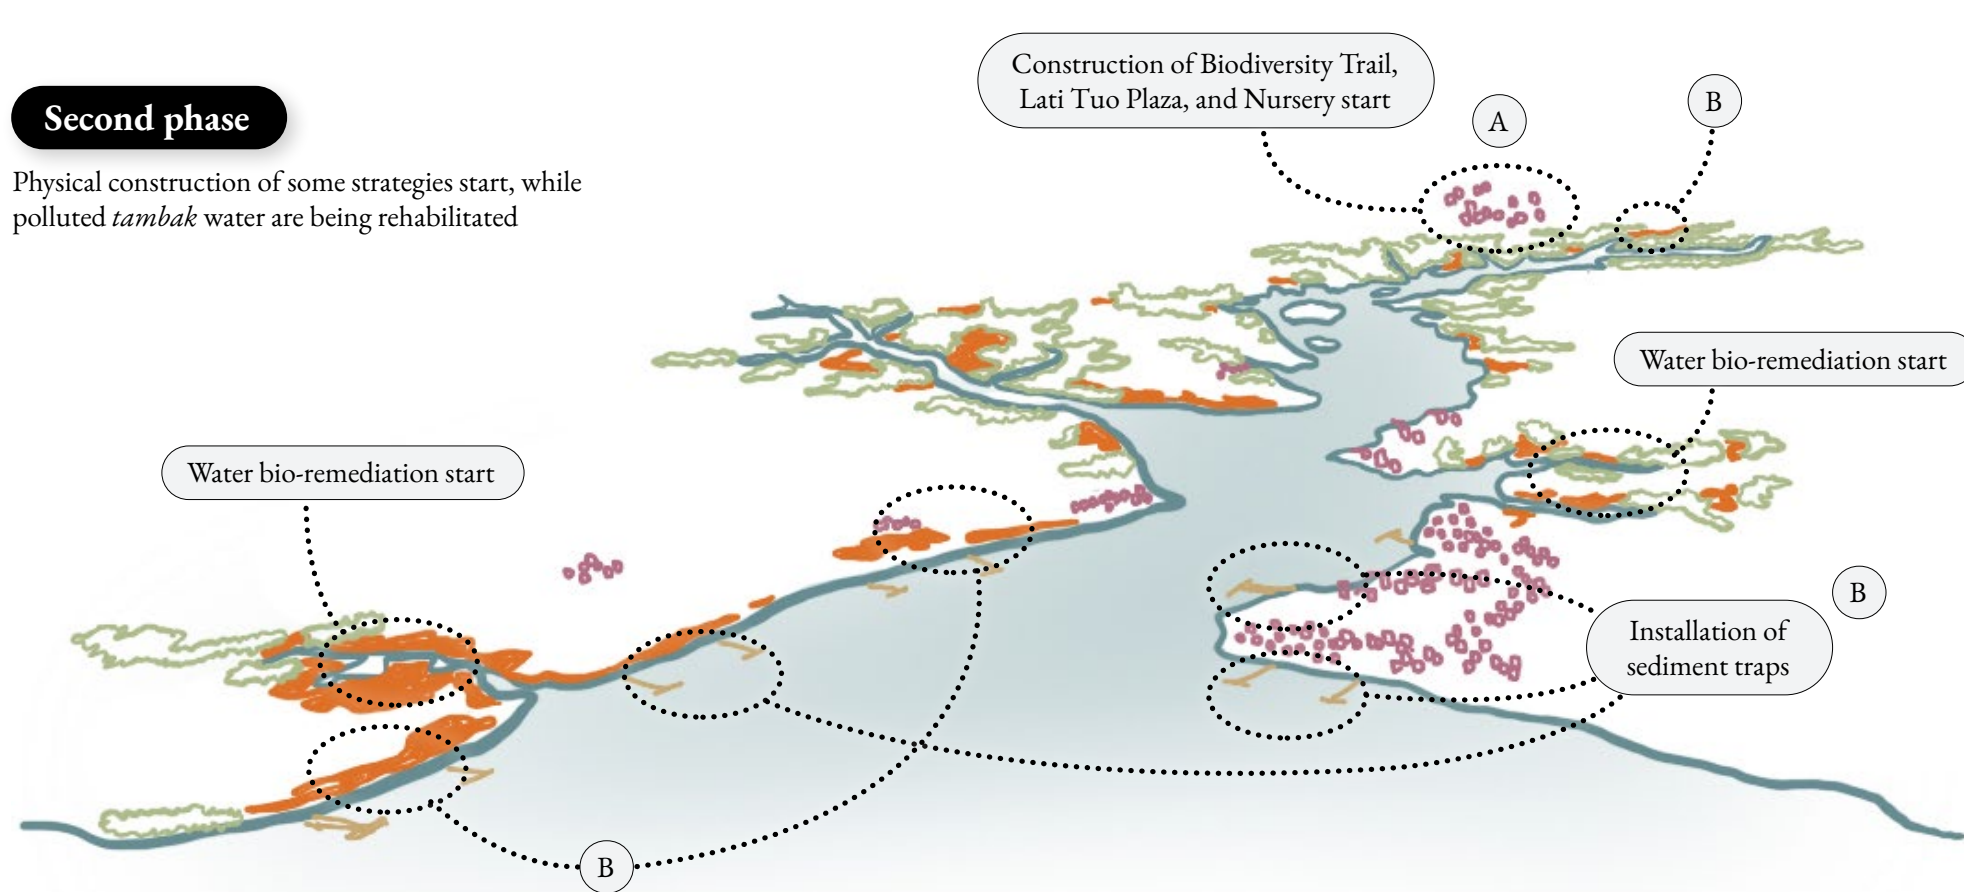 Second phase
Physical construction of some strategies start, while
polluted tambak water are being rehabilitated
Construction of Biodiversity Trail,
Lati Tuo Plaza, and Nursery start
A
B
Water bio-remediation start
Water bio-remediation start
B
Installation of
sediment traps
B